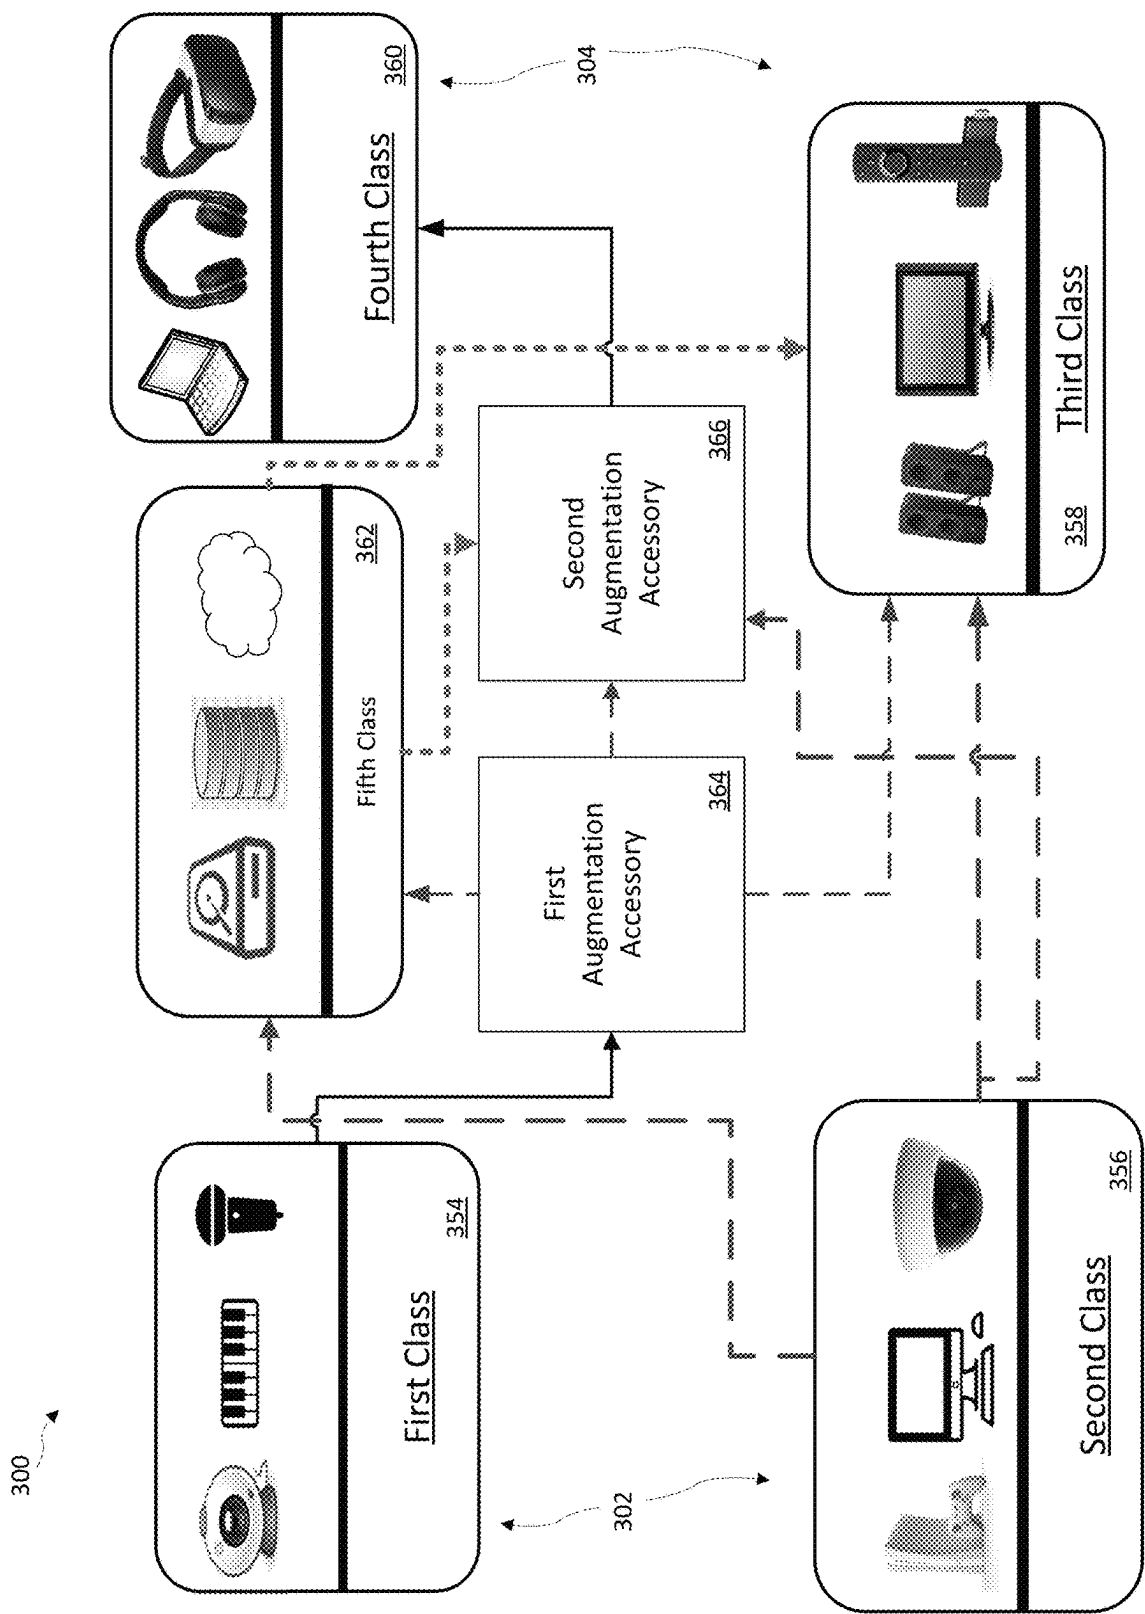 300
302
First Class
354
Second Class
356
First
Augmentation
Accessory
364
Fifth Class
362
Second
Augmentation
Accessory
366
Third Class
358
Fourth Class
360
304